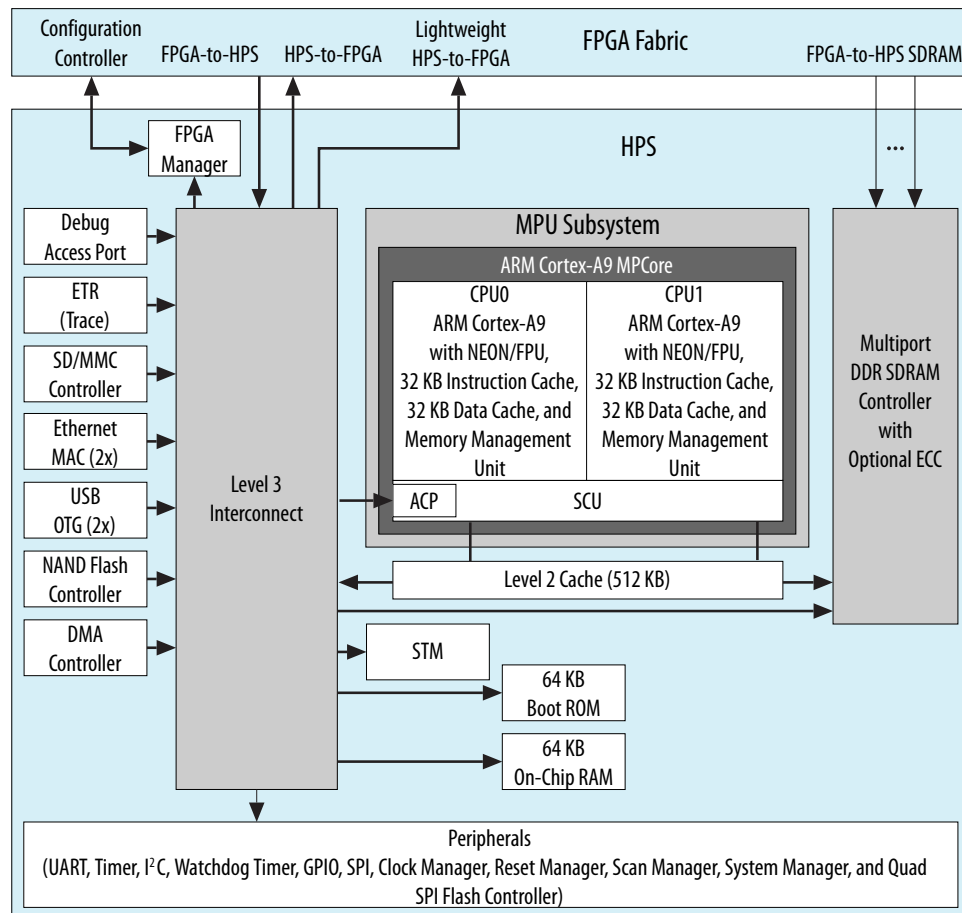 Configuration
Controller
FPGA-to-HPS
HPS-to-FPGA
Lightweight
HPS-to-FPGA
FPGA Fabric
FPGA-to-HPS SDRAM
FPGA
Manager
HPS
...
Debug
Access Port
ETR
(Trace)
SD/MMC
Controller
Ethernet
MAC (2x)
USB
OTG (2x)
NAND Flash
Controller
DMA
Controller
Level 3
Interconnect
MPU Subsystem
ARM Cortex-A9 MPCore
CPU0
ARM Cortex-A9
with NEON/FPU,
32 KB Instruction Cache,
32 KB Data Cache, and
Memory Management
Unit
CPU1
ARM Cortex-A9
with NEON/FPU,
32 KB Instruction Cache,
32 KB Data Cache, and
Memory Management
Unit
ACP
SCU
Level 2 Cache (512 KB)
Multiport
DDR SDRAM
Controller
with
Optional ECC
STM
64 KB
Boot ROM
64 KB
On-Chip RAM
Peripherals
(UART, Timer, I²C, Watchdog Timer, GPIO, SPI, Clock Manager, Reset Manager, Scan Manager, System Manager, and Quad
SPI Flash Controller)